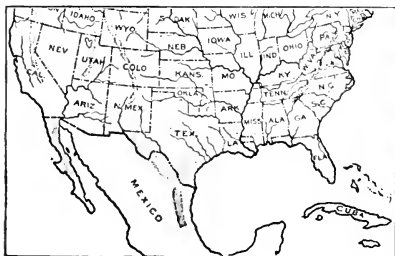 IDAHO
S. DAK
WIS
MICH
N.Y
WYO
PA.
NEB
IOWA
NEV
UTAH
ILL
IND
OHIO
COLO
CAL
KANS.
MO
KY
OKLA
TENN.
N.C
ARIZ
N. MEX
ARK
S.C
TEX
MISS
ALA
GA
LA
FLA
MEXICO
CUBA